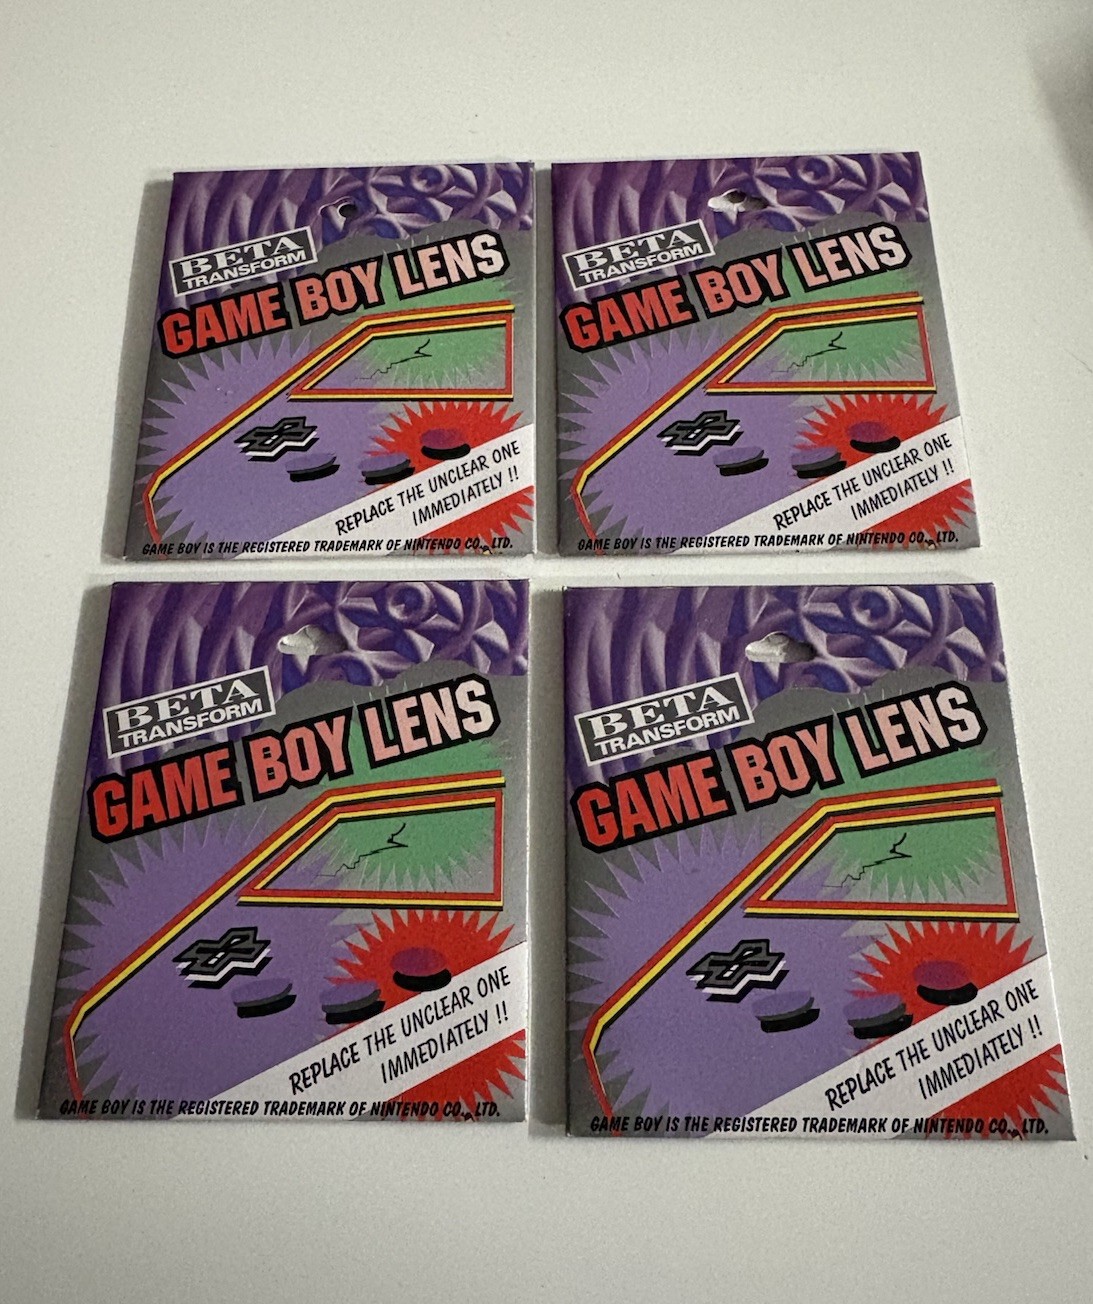 BETA
TRANSFORM
GAME BOY LENS
REPLACE THE UNCLEAR ONE
IMMEDIATELY !!
GAME BOY IS THE REGISTERED TRADEMARK OF NINTENDO CO., LTD.
BETA
TRANSFORM
GAME BOY LENS
REPLACE THE UNCLEAR ONE
IMMEDIATELY !!
GAME BOY IS THE REGISTERED TRADEMARK OF NINTENDO CO., LTD.
BETA
TRANSFORM
GAME BOY LENS
REPLACE THE UNCLEAR ONE
IMMEDIATELY !!
GAME BOY IS THE REGISTERED TRADEMARK OF NINTENDO CO., LTD.
BETA
TRANSFORM
GAME BOY LENS
REPLACE THE UNCLEAR ONE
IMMEDIATELY !!
GAME BOY IS THE REGISTERED TRADEMARK OF NINTENDO CO., LTD.